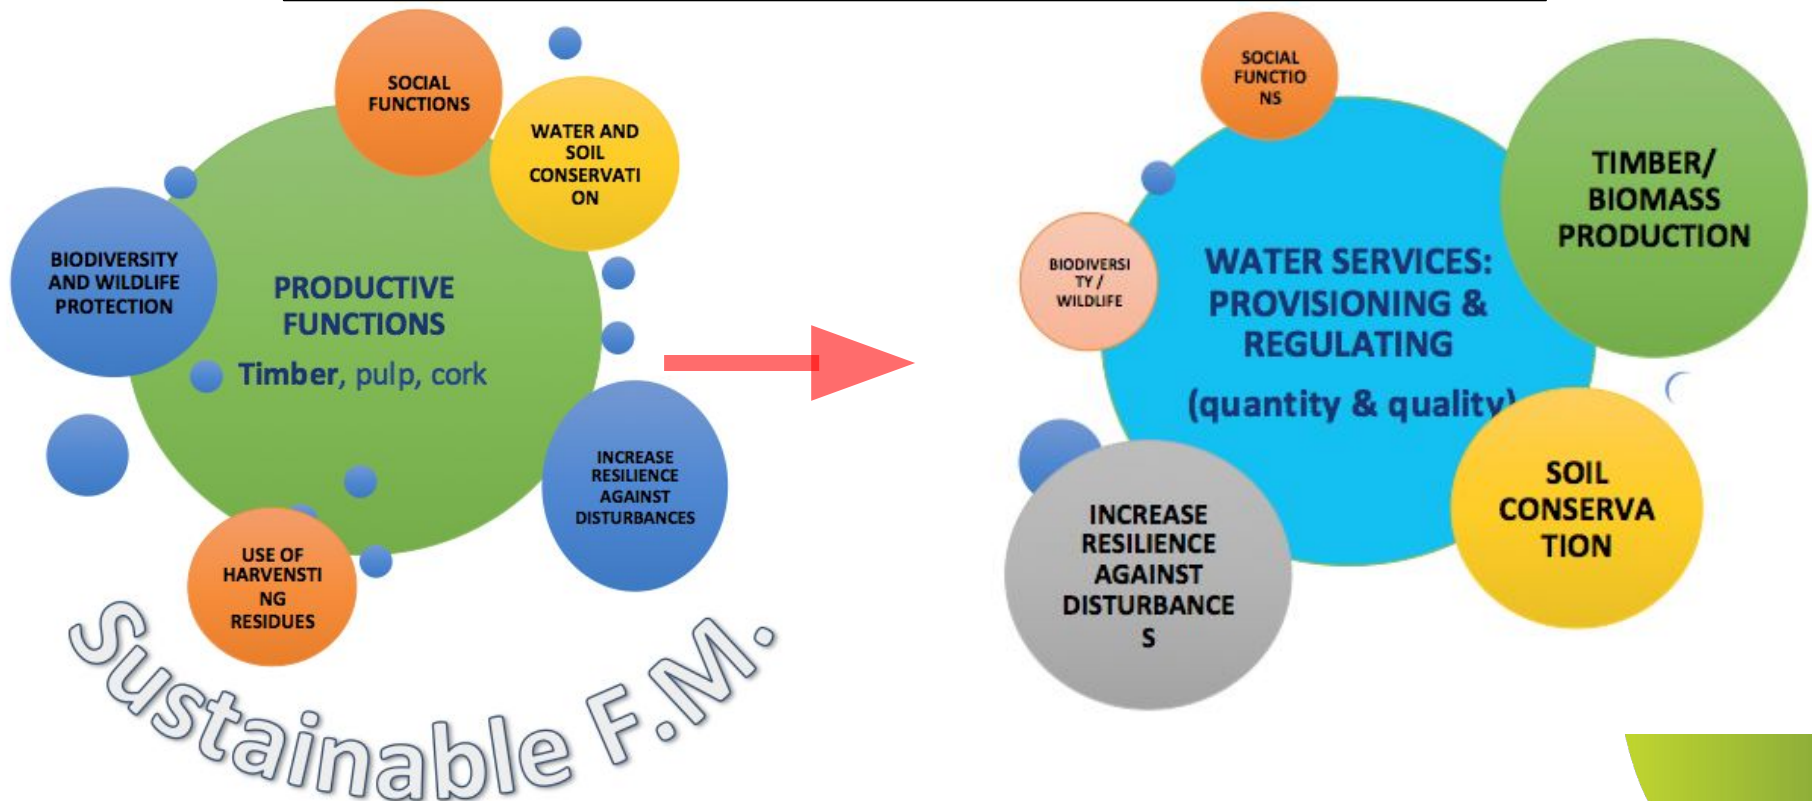 SOCIAL
FUNCTIONS
WATER AND
SOIL
CONSERVATI
ON
BIODIVERSITY
AND WILDLIFE
PROTECTION
PRODUCTIVE
FUNCTIONS
Timber, pulp, cork
INCREASE
RESILIENCE
AGAINST
DISTURBANCES
USE OF
HARVENSTI
NG
RESIDUES
Sustainable F.M.
SOCIAL
FUNCTIO
NS
TIMBER/
BIOMASS
PRODUCTION
BIODIVERSI
TY /
WILDLIFE
WATER SERVICES:
PROVISIONING &
REGULATING
(quantity & quality)
SOIL
CONSERVA
TION
INCREASE
RESILIENCE
AGAINST
DISTURBANCE
S